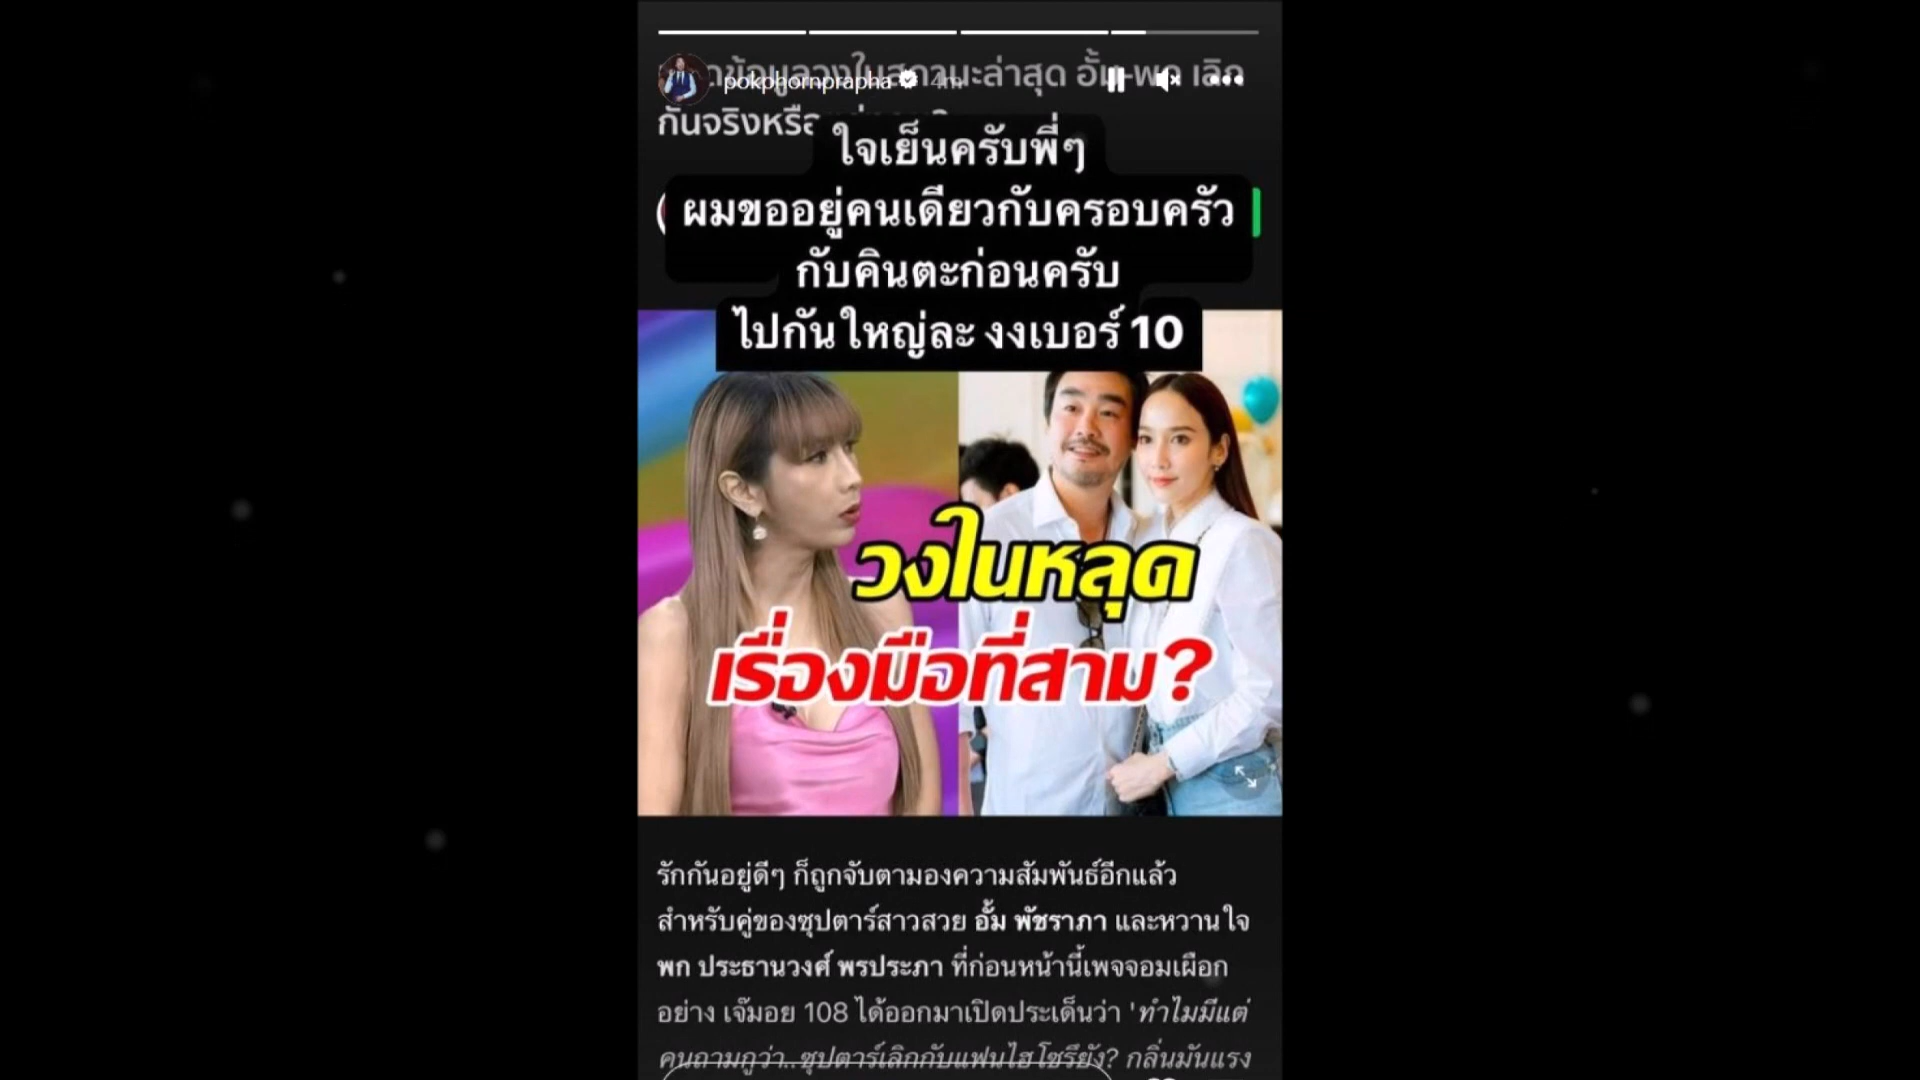 pokphornprapha 4m
อั้ม-พก เลิก
กันจริงหรือ
ใจเย็นครับพี่ๆ
ผมขออยู่คนเดียวกับครอบครัว
กับคินตะก่อนครับ
ไปกันใหญ่ละ งงเบอร์ 10
วงในหลุด
เรื่องมือที่สาม?
รักกันอยู่ดีๆ ก็ถูกจับตามองความสัมพันธ์อีกแล้ว
สำหรับคู่ของซุปตาร์สาวสวย อั้ม พัชราภา และหวานใจ
พก ประธานวงศ์ พรประภา ที่ก่อนหน้านี้เพจจอมเผือก
อย่าง เจ๊มอย 108 ได้ออกมาเปิดประเด็นว่า 'ทำไมมีแต่
คนถามกูว่า..ซุปตาร์เลิกกับแฟนไฮโซรึยัง? กลิ่นมันแรง